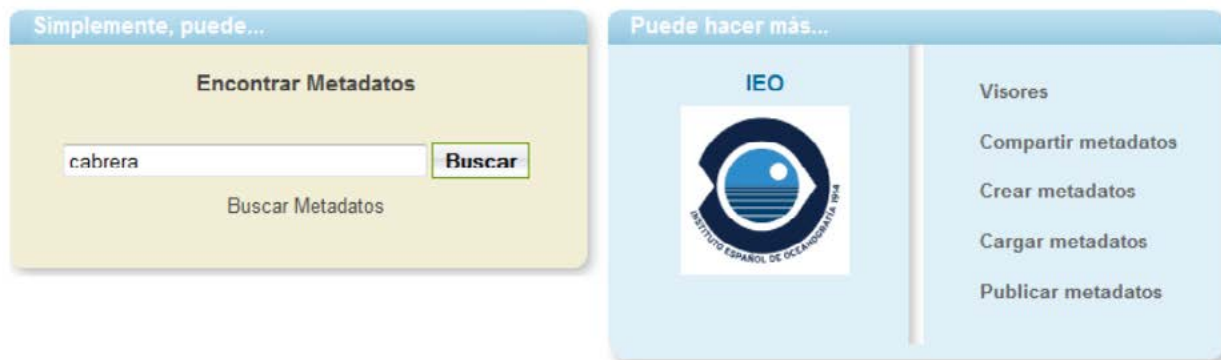 Simplemente, puede...
Encontrar Metadatos
cabrera
Buscar
Buscar Metadatos
Puede hacer más...
IEO
INSTITUTO ESPAÑOL DE OCEANOGRAFÍA 1914
Visores
Compartir metadatos
Crear metadatos
Cargar metadatos
Publicar metadatos